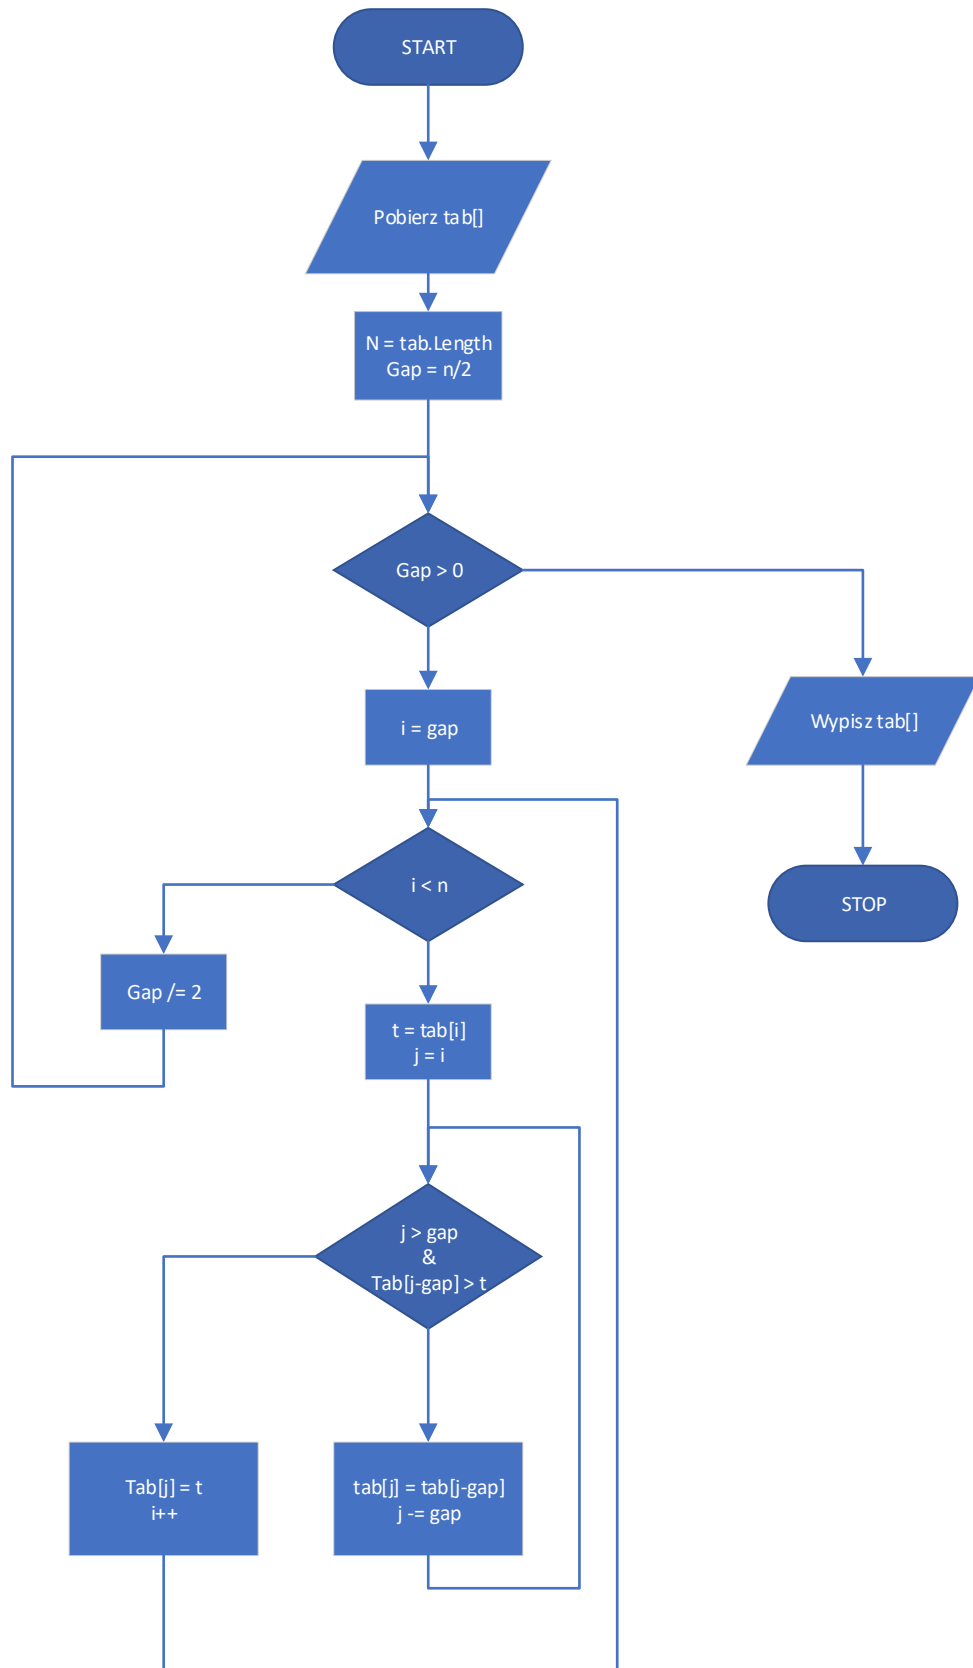 START
Pobierz tab[]
N = tab.Length
Gap = n/2
Gap > 0
i = gap
Wypisz tab[]
i < n
STOP
Gap /= 2
t = tab[i]
j = i
j > gap
&
Tab[j-gap] > t
Tab[j] = t
i++
tab[j] = tab[j-gap]
j -= gap